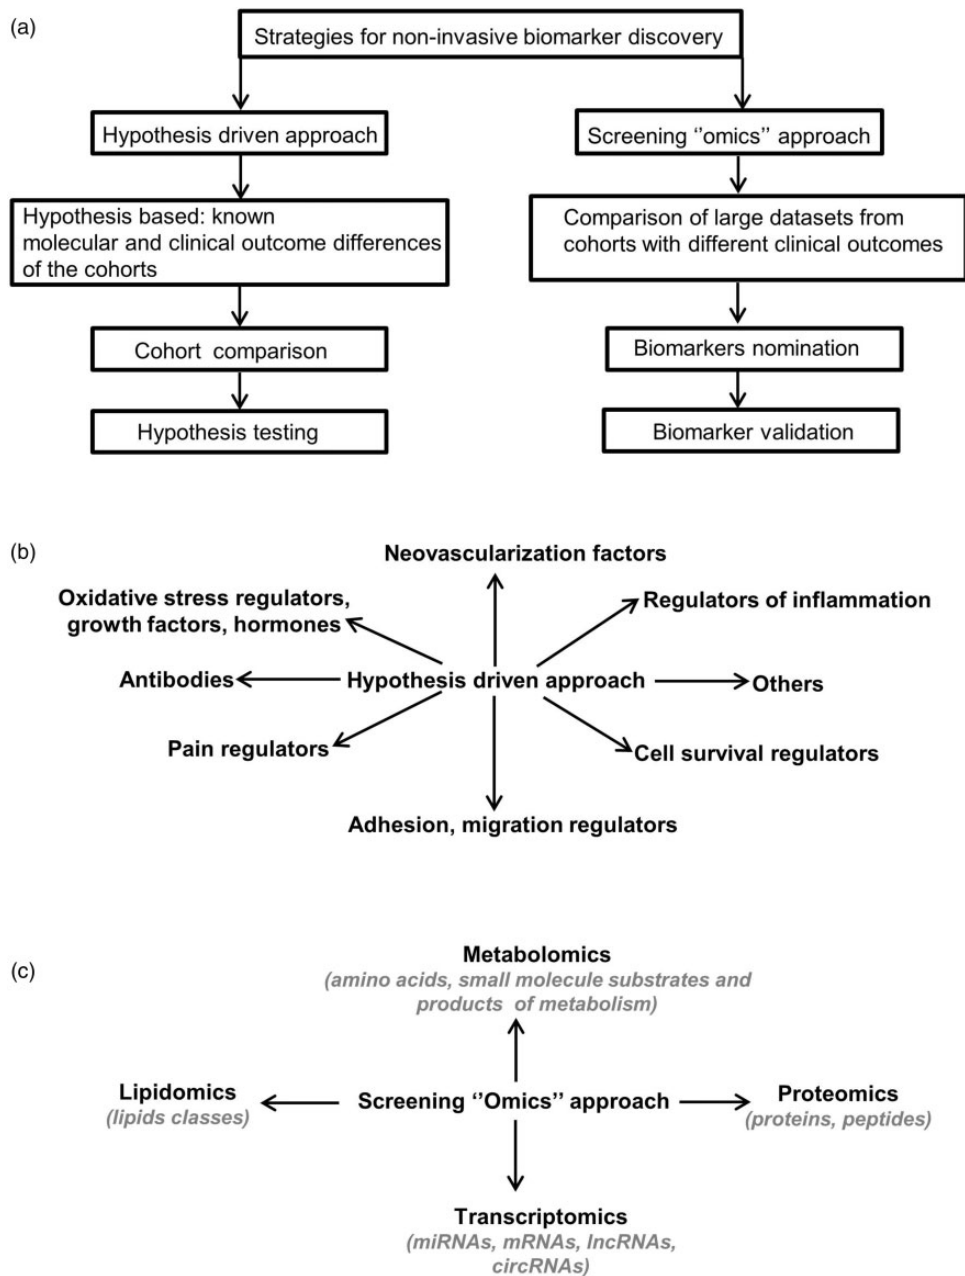 (a)
Strategies for non-invasive biomarker discovery
Hypothesis driven approach
Screening ‘‘omics’’ approach
Hypothesis based: known
molecular and clinical outcome differences
of the cohorts
Comparison of large datasets from
cohorts with different clinical outcomes
Cohort comparison
Biomarkers nomination
Hypothesis testing
Biomarker validation
(b)
Neovascularization factors
Oxidative stress regulators,
growth factors, hormones
Regulators of inflammation
Antibodies
Hypothesis driven approach
Others
Pain regulators
Cell survival regulators
Adhesion, migration regulators
(c)
Metabolomics
(amino acids, small molecule substrates and
products of metabolism)
Lipidomics
(lipids classes)
Screening ‘‘Omics’’ approach
Proteomics
(proteins, peptides)
Transcriptomics
(miRNAs, mRNAs, lncRNAs,
circRNAs)